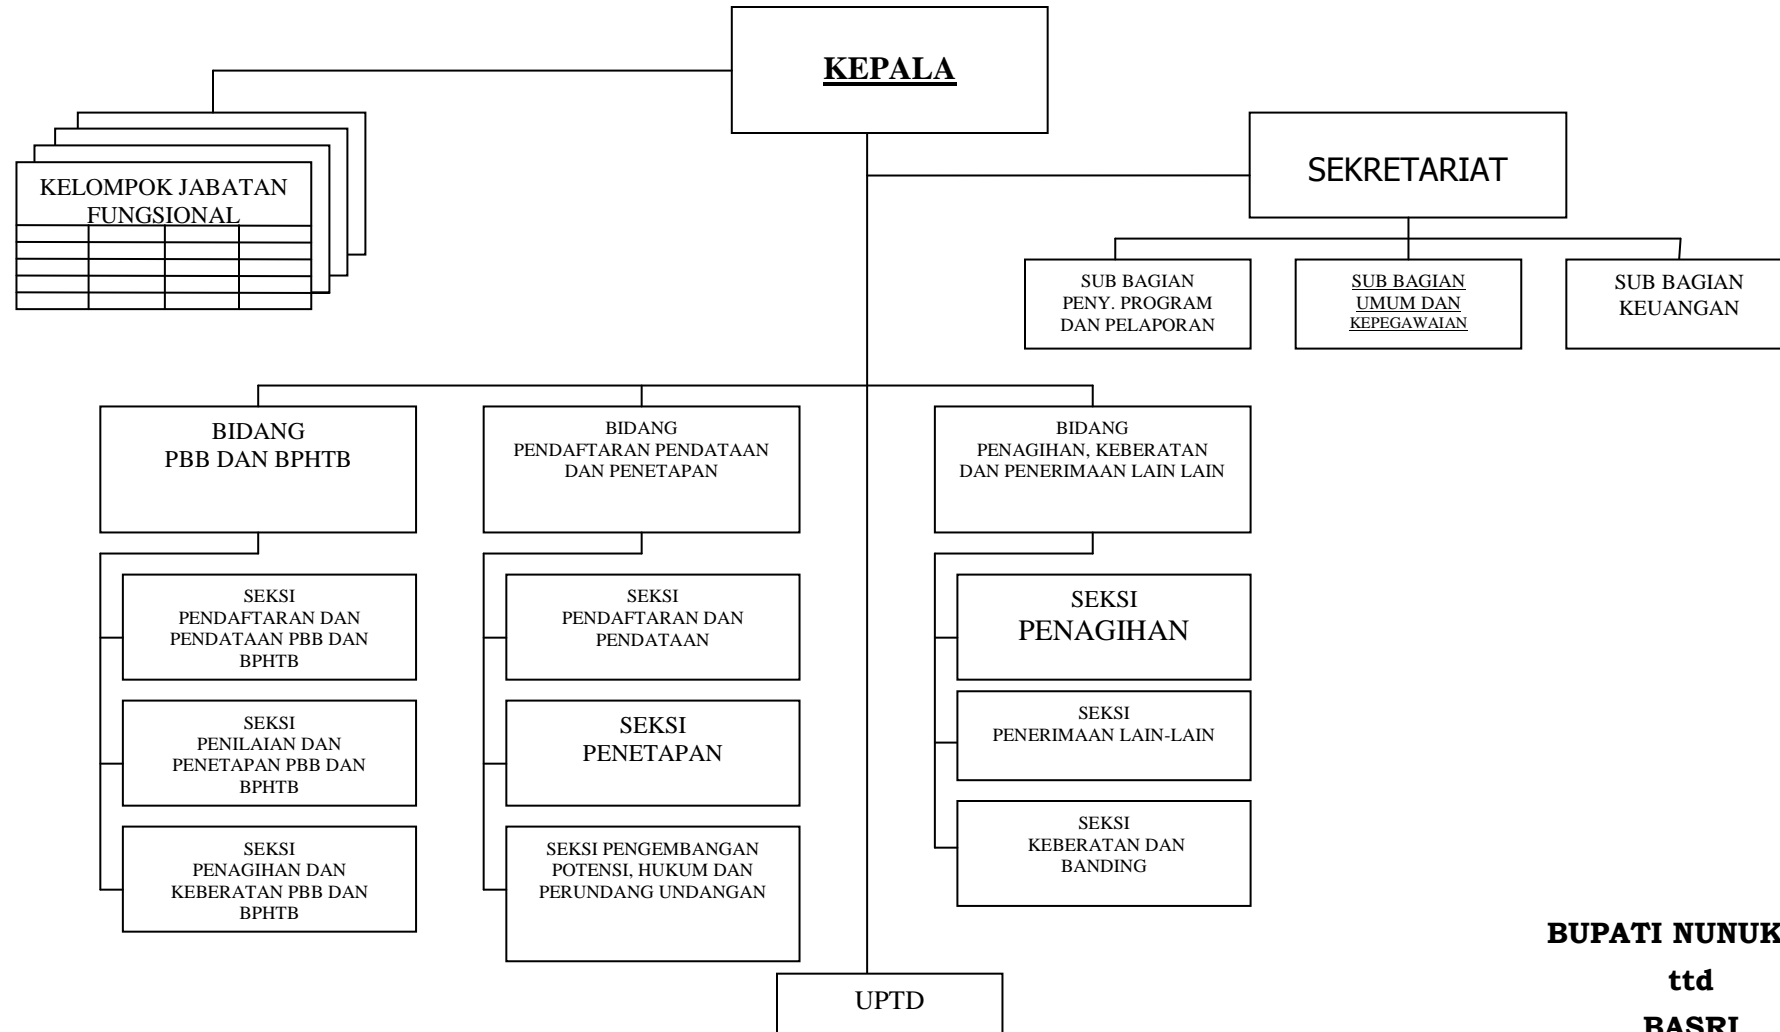 KEPALA
KELOMPOK JABATAN
FUNGSIONAL
SEKRETARIAT
SUB BAGIAN
PENY. PROGRAM
DAN PELAPORAN
SUB BAGIAN
UMUM DAN
KEPEGAWAIAN
SUB BAGIAN
KEUANGAN
BIDANG
PBB DAN BPHTB
BIDANG
PENDAFTARAN PENDATAAN
DAN PENETAPAN
BIDANG
PENAGIHAN, KEBERATAN
DAN PENERIMAAN LAIN LAIN
SEKSI
PENDAFTARAN DAN
PENDATAAN PBB DAN
BPHTB
SEKSI
PENILAIAN DAN
PENETAPAN PBB DAN
BPHTB
SEKSI
PENAGIHAN DAN
KEBERATAN PBB DAN
BPHTB
SEKSI
PENDAFTARAN DAN
PENDATAAN
SEKSI
PENETAPAN
SEKSI PENGEMBANGAN
POTENSI, HUKUM DAN
PERUNDANG UNDANGAN
SEKSI
PENAGIHAN
SEKSI
PENERIMAAN LAIN-LAIN
SEKSI
KEBERATAN DAN
BANDING
UPTD
BUPATI NUNUK
ttd
BASRI